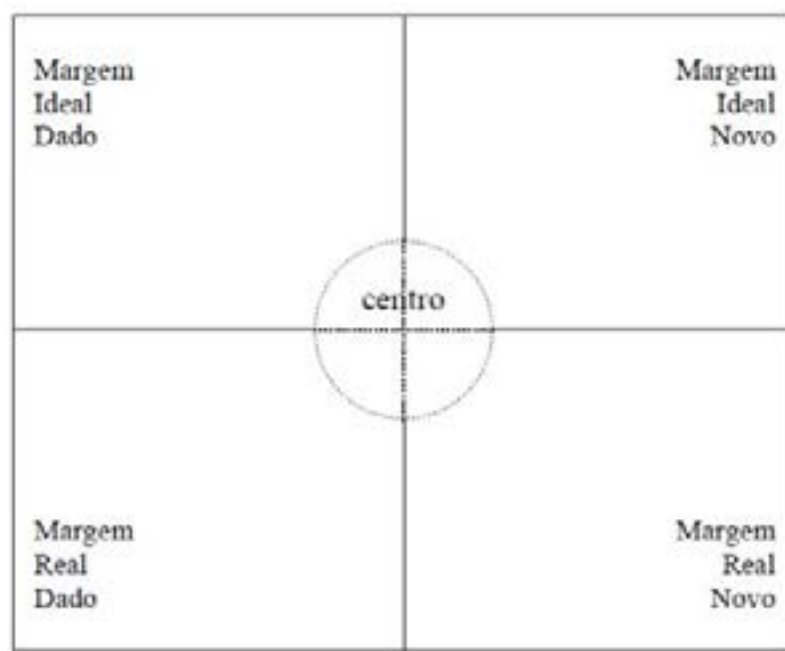 Margem
Ideal
Dado
Margem
Ideal
Novo
centro
Margem
Real
Dado
Margem
Real
Novo